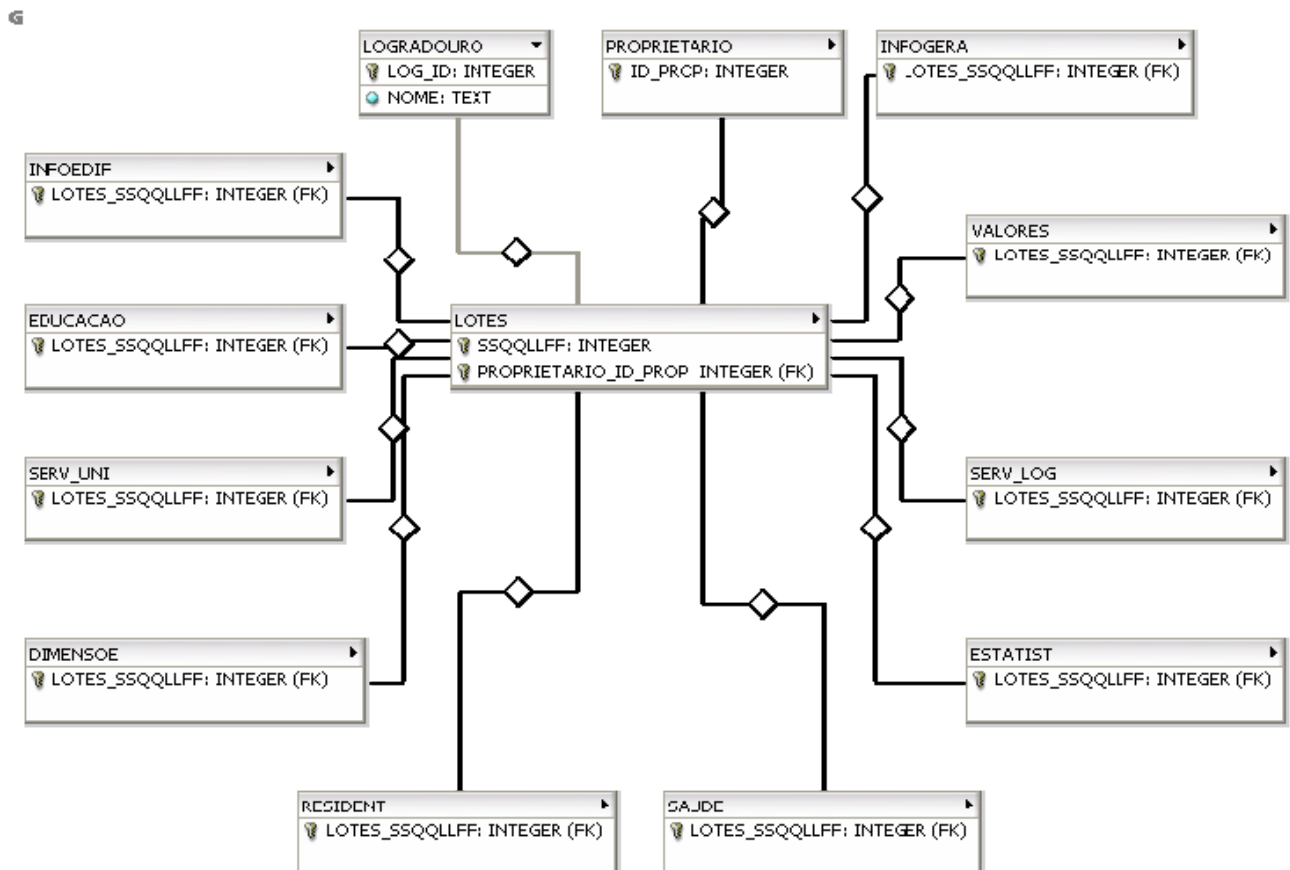 G
LOGRADOURO
LOG_ID: INTEGER
NOME: TEXT
PROPRIETARIO
ID_PRCP: INTEGER
INFOGERA
_OTES_SSQQLLFF: INTEGER (FK)
INFOEDIF
LOTES_SSQQLLFF: INTEGER (FK)
VALORES
LOTES_SSQQLLFF: INTEGER (FK)
EDUCACAO
LOTES_SSQQLLFF: INTEGER (FK)
LOTES
SSQQLLFF: INTEGER
PROPRIETARIO_ID_PROP INTEGER (FK)
SERV_UNI
LOTES_SSQQLLFF: INTEGER (FK)
SERV_LOG
LOTES_SSQQLLFF: INTEGER (FK)
DIMENSOE
LOTES_SSQQLLFF: INTEGER (FK)
ESTATIST
LOTES_SSQQLLFF: INTEGER (FK)
RESIDENT
LOTES_SSQQLLFF: INTEGER (FK)
SAJDE
LOTES_SSQQLLFF: INTEGER (FK)